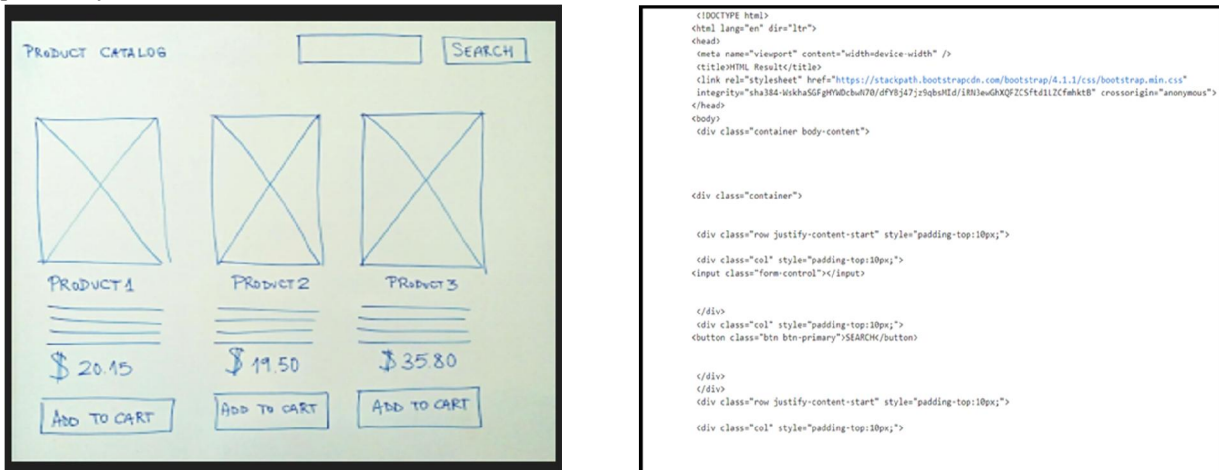 PRODUCT CATALOG
SEARCH
PRODUCT 1
PRODUCT 2
PRODUCT 3
$ 20.15
$ 19.50
$ 35.80
ADD TO CART
ADD TO CART
ADD TO CART
<!DOCTYPE html>
<html lang="en" dir="ltr">
<head>
<meta name="viewport" content="width=device-width" />
<title>HTML Result</title>
<link rel="stylesheet" href="https://stackpath.bootstrapcdn.com/bootstrap/4.1.1/css/bootstrap.min.css"
crossorigin="anonymous">
</head>
<body>
<div class="container body-content">
<div class="container">
<div class="row justify-content-start" style="padding-top:10px;">
<div class="col" style="padding-top:10px;">
<input class="form-control"></input>
</div>
<div class="col" style="padding-top:10px;">
<button class="btn btn-primary">SEARCH</button>
</div>
</div>
<div class="row justify-content-start" style="padding-top:10px;">
<div class="col" style="padding-top:10px;">